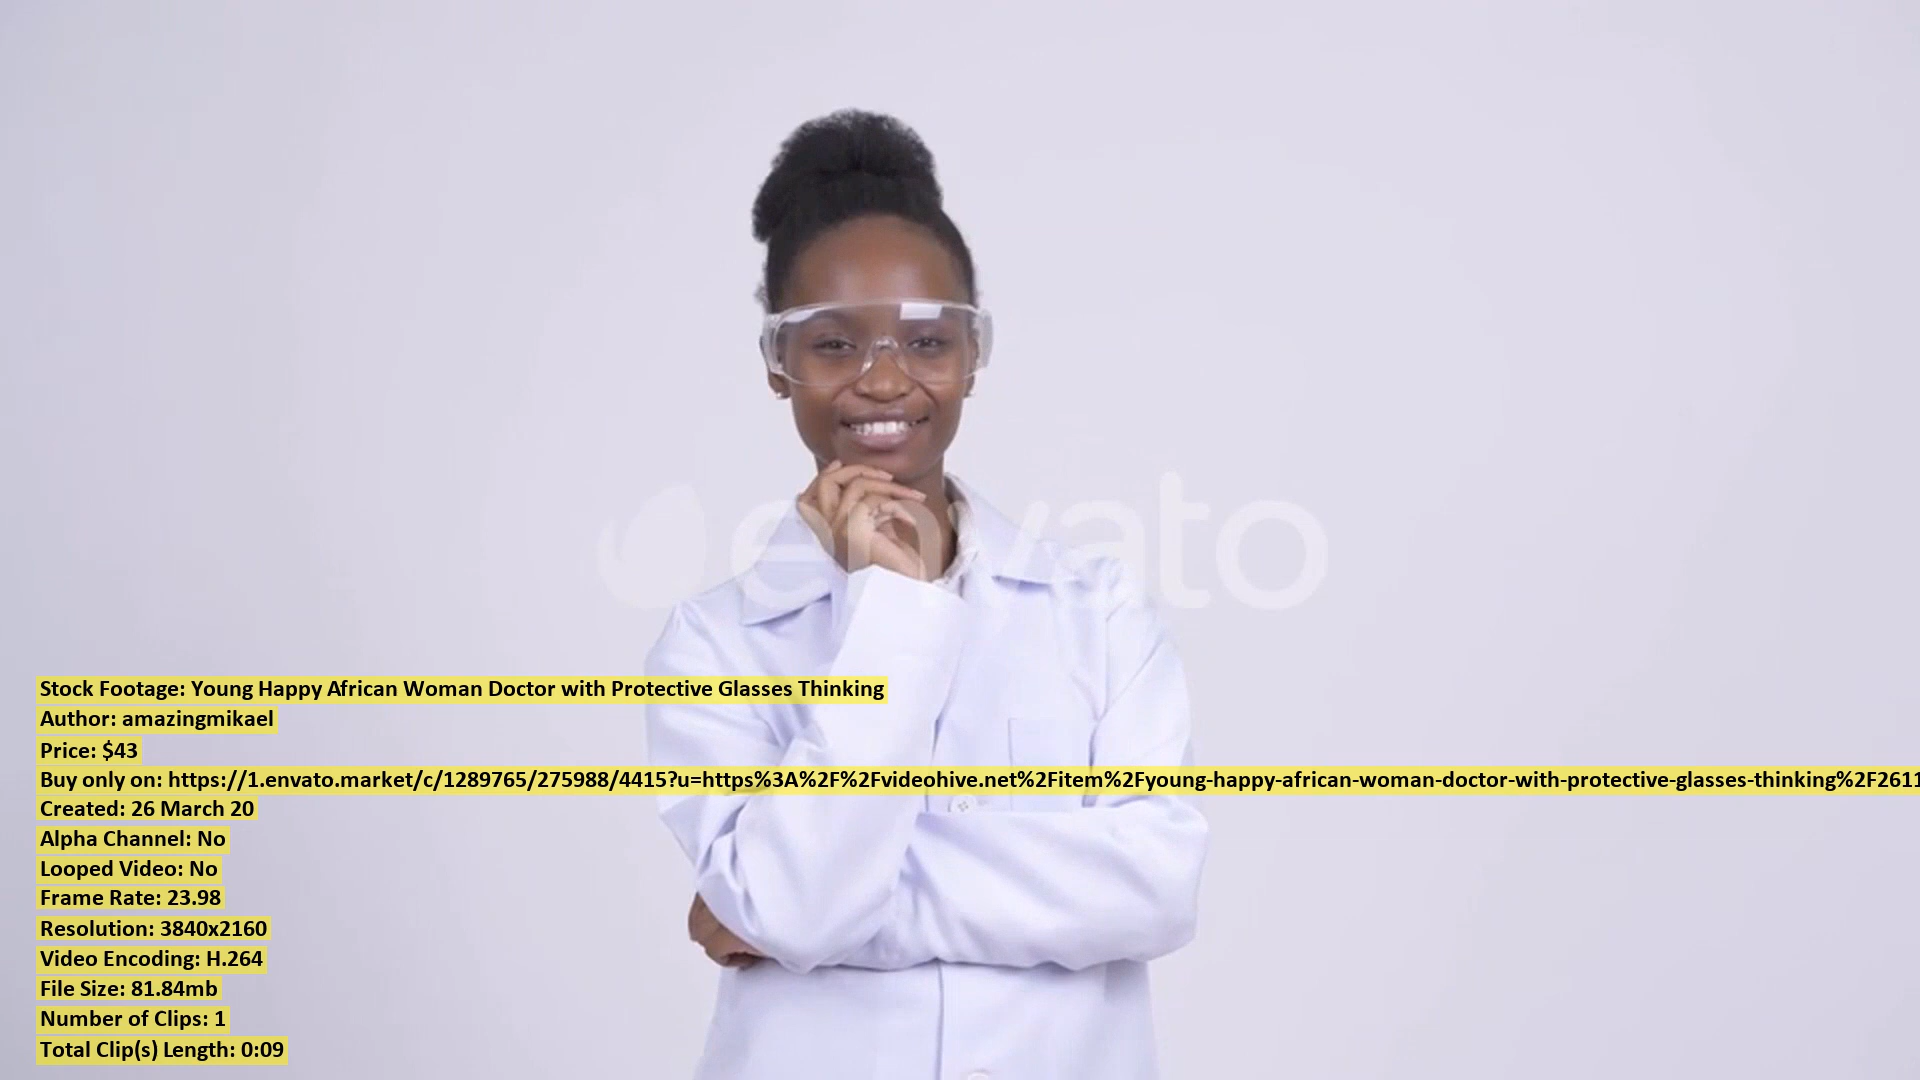 envato
Stock Footage: Young Happy African Woman Doctor with Protective Glasses Thinking
Author: amazingmikael
Price: $43
Buy only on: https://1.envato.market/c/1289765/275988/4415?u=https%3A%2F%2Fvideohive.net%2Fitem%2Fyoung-happy-african-woman-doctor-with-protective-glasses-thinking%2F2611
Created: 26 March 20
Alpha Channel: No
Looped Video: No
Frame Rate: 23.98
Resolution: 3840x2160
Video Encoding: H.264
File Size: 81.84mb
Number of Clips: 1
Total Clip(s) Length: 0:09